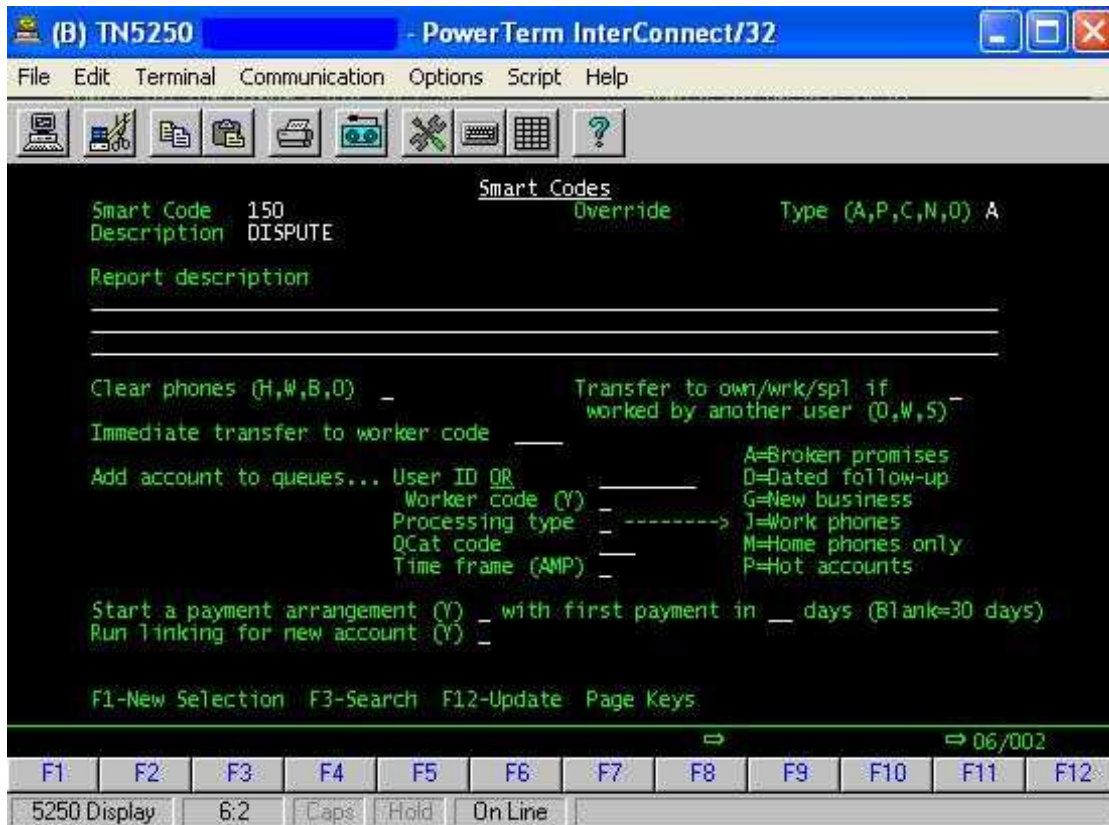 (B) TN5250 - PowerTerm InterConnect/32
File Edit Terminal Communication Options Script Help
Smart Codes
Smart Code 150 Override Type (A,P,C,N,O) A
Description DISPUTE
Report description
Clear phones (H,W,B,O) _ Transfer to own/wrk/spl if _
worked by another user (O,W,S)
Immediate transfer to worker code ____
A=Broken promises
Add account to queues... User ID OR ________ D=Dated follow-up
Worker code (Y) _ G=New business
Processing type _ --------> J=Work phones
QCat code ___ M=Home phones only
Time frame (AMP) _ P=Hot accounts
Start a payment arrangement (Y) _ with first payment in __ days (Blank=30 days)
Run linking for new account (Y) _
F1-New Selection F3-Search F12-Update Page Keys
⇨ ⇨ 06/002
F1 F2 F3 F4 F5 F6 F7 F8 F9 F10 F11 F12
5250 Display 6:2 Caps Hold On Line